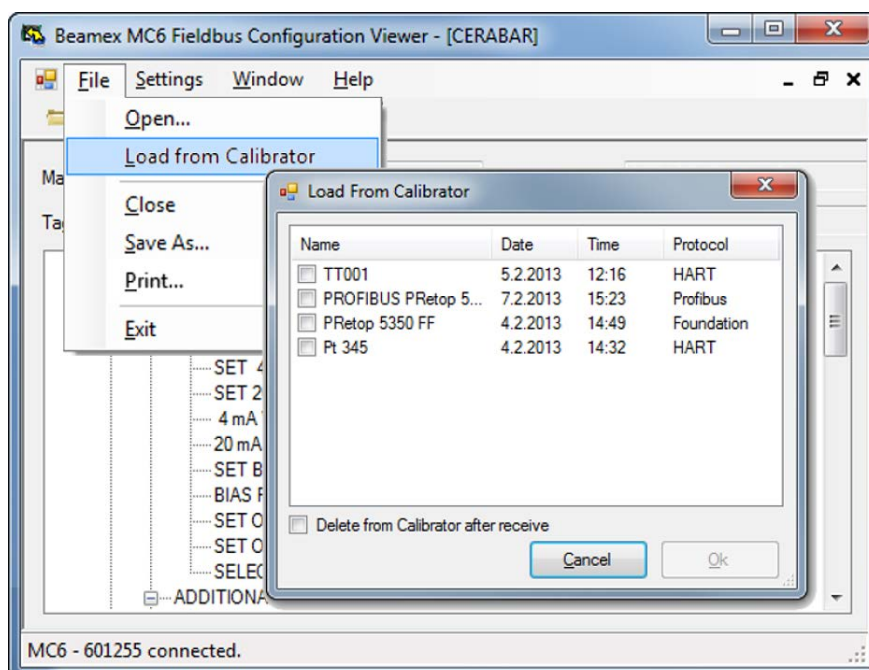 Beamex MC6 Fieldbus Configuration Viewer - [CERABAR]
File Settings Window Help
Open...
Load from Calibrator
Close
Save As...
Print...
Exit
Load From Calibrator
Name Date Time Protocol
TT001 5.2.2013 12:16 HART
PROFIBUS PRetop 5... 7.2.2013 15:23 Profibus
PRetop 5350 FF 4.2.2013 14:49 Foundation
Pt 345 4.2.2013 14:32 HART
Delete from Calibrator after receive
Cancel Ok
SET 4
SET 2
4 mA
20 mA
SET B
BIAS
SET O
SET O
SELEC
ADDITIONA
MC6 - 601255 connected.